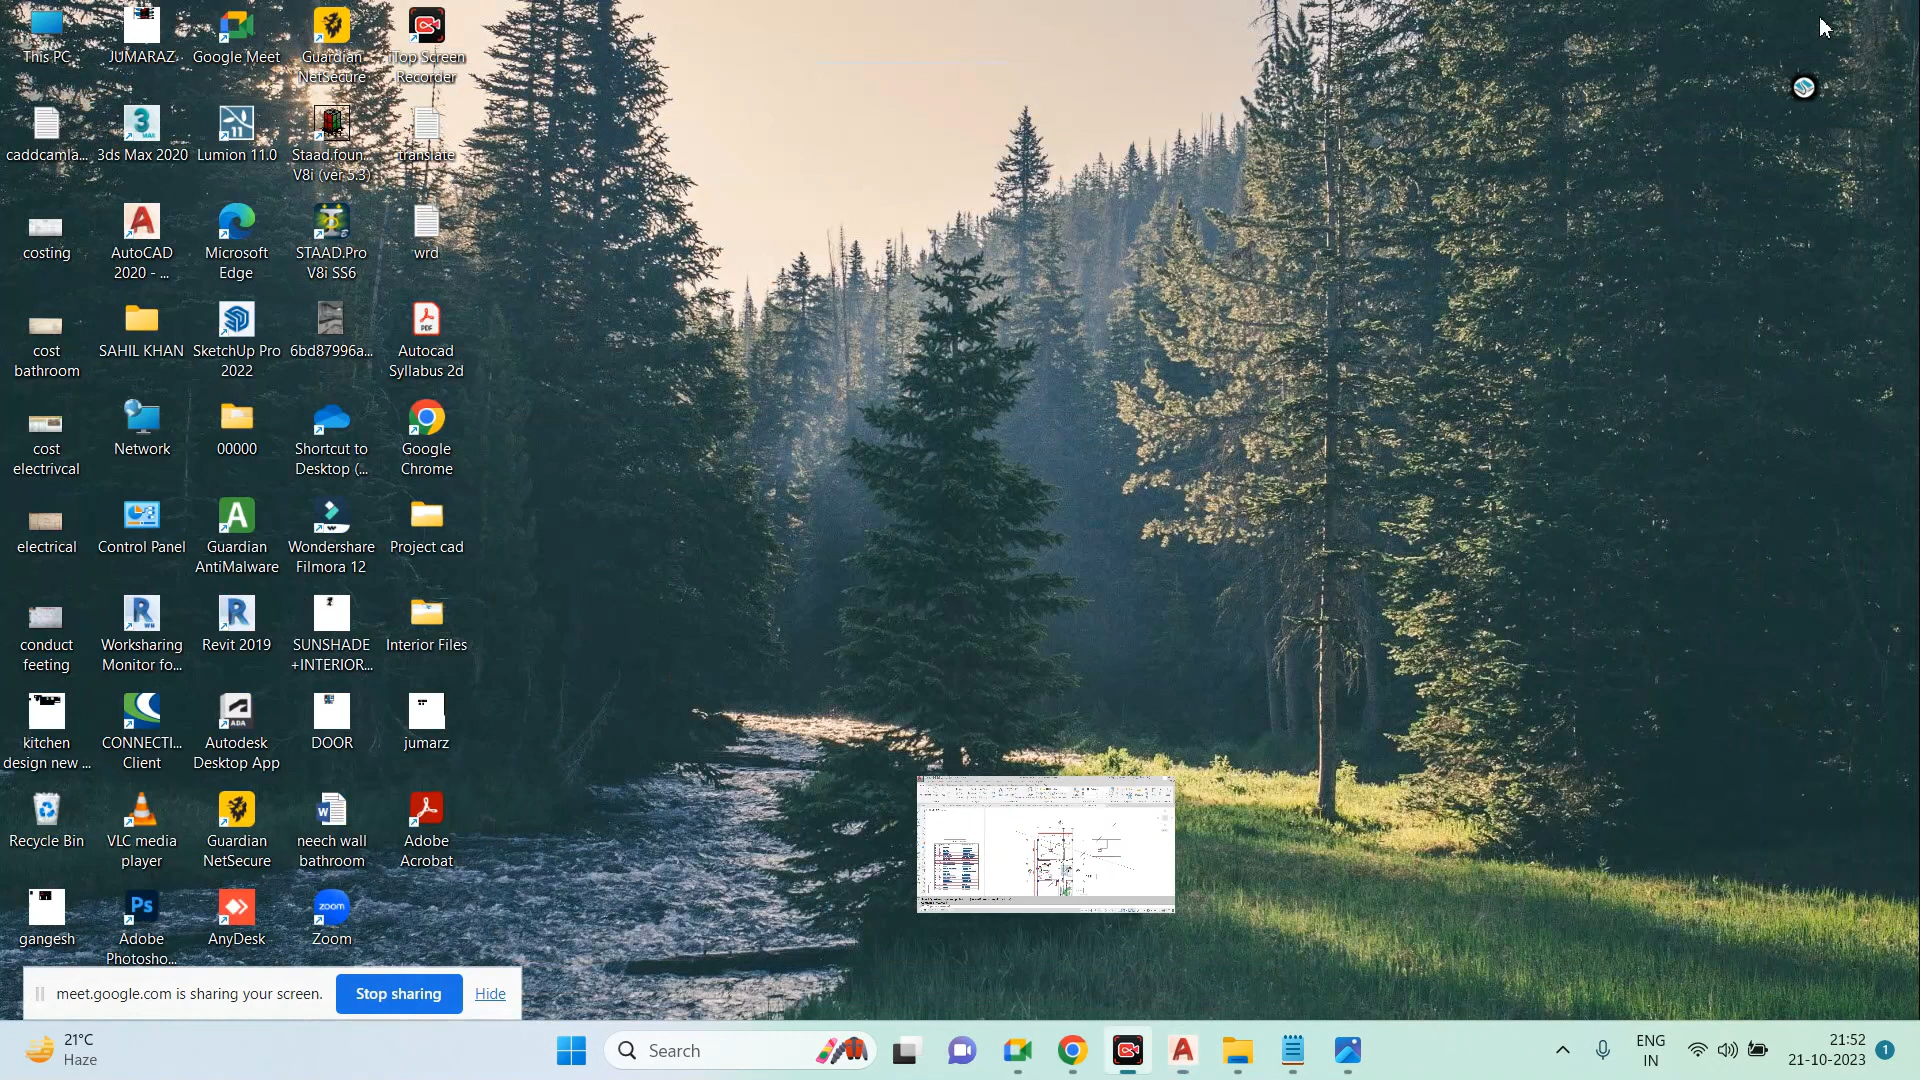 This PC
JUMARAZ
Google Meet
Guardian
NetSecure
iTop Screen
Recorder
caddcamla...
3ds Max 2020
Lumion 11.0
Staad.foun...
V8i (ver 5.3)
translate
costing
AutoCAD
2020 - ...
Microsoft
Edge
STAAD.Pro
V8i SS6
wrd
cost
bathroom
SAHIL KHAN
SketchUp Pro
2022
6bd87996a...
Autocad
Syllabus 2d
cost
electrivcal
Network
00000
Shortcut to
Desktop (...
Google
Chrome
electrical
Control Panel
Guardian
AntiMalware
Wondershare
Filmora 12
Project cad
conduct
feeting
Worksharing
Monitor fo...
Revit 2019
SUNSHADE
+INTERIOR...
Interior Files
kitchen
design new ...
CONNECTI...
Client
Autodesk
Desktop App
DOOR
jumarz
Recycle Bin
VLC media
player
Guardian
NetSecure
neech wall
bathroom
Adobe
Acrobat
gangesh
Adobe
Photosho...
AnyDesk
Zoom
meet.google.com is sharing your screen.
Stop sharing
Hide
21°C
Haze
Search
ENG
IN
21:52
21-10-2023
1